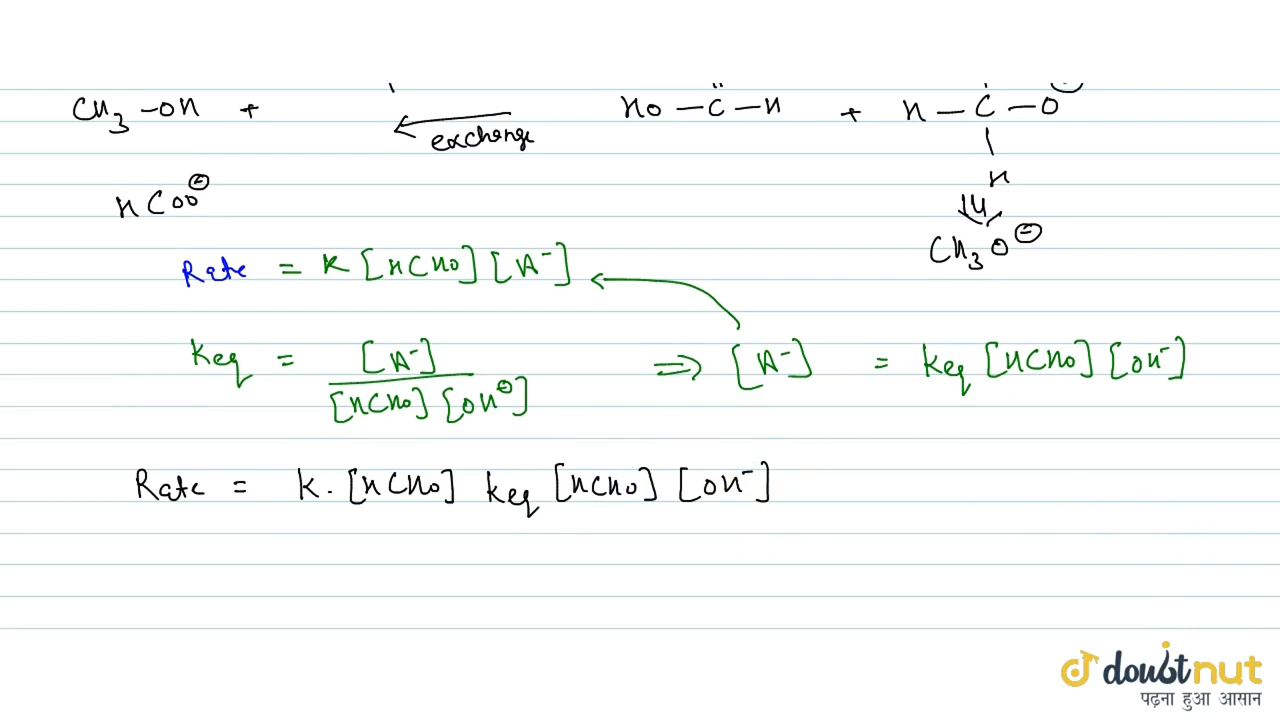 CH₃ – OH + exchange HO – C̈ – H + H – C – O⊖
H
HCOO⊖
CH₃O⊖
Rate = K [HCHO] [A⁻]
Keq = [A⁻] / [HCHO] [OH⊖] ⇒ [A⁻] = Keq [HCHO] [OH⁻]
Rate = K. [HCHO] Keq [HCHO] [OH⁻]
doubtnut
पढ़ना हुआ आसान